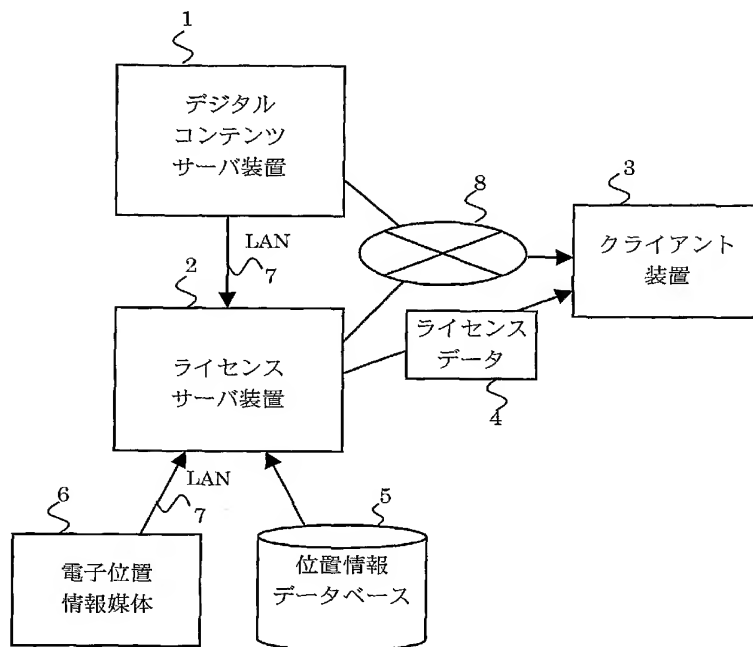 1
デジタル
コンテンツ
サーバ装置
8
3
クライアント
装置
LAN
7
2
ライセンス
サーバ装置
ライセンス
データ
4
LAN
7
6
電子位置
情報媒体
5
位置情報
データベース